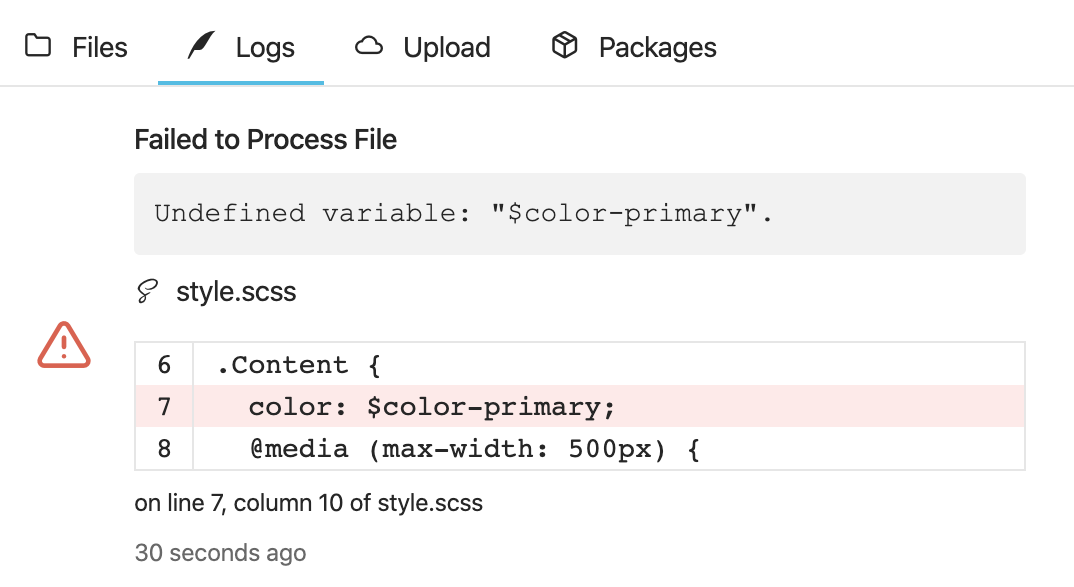 Files Logs Upload Packages
Failed to Process File
Undefined variable: "$color-primary".
style.scss
6 .Content {
7 color: $color-primary;
8 @media (max-width: 500px) {
on line 7, column 10 of style.scss
30 seconds ago